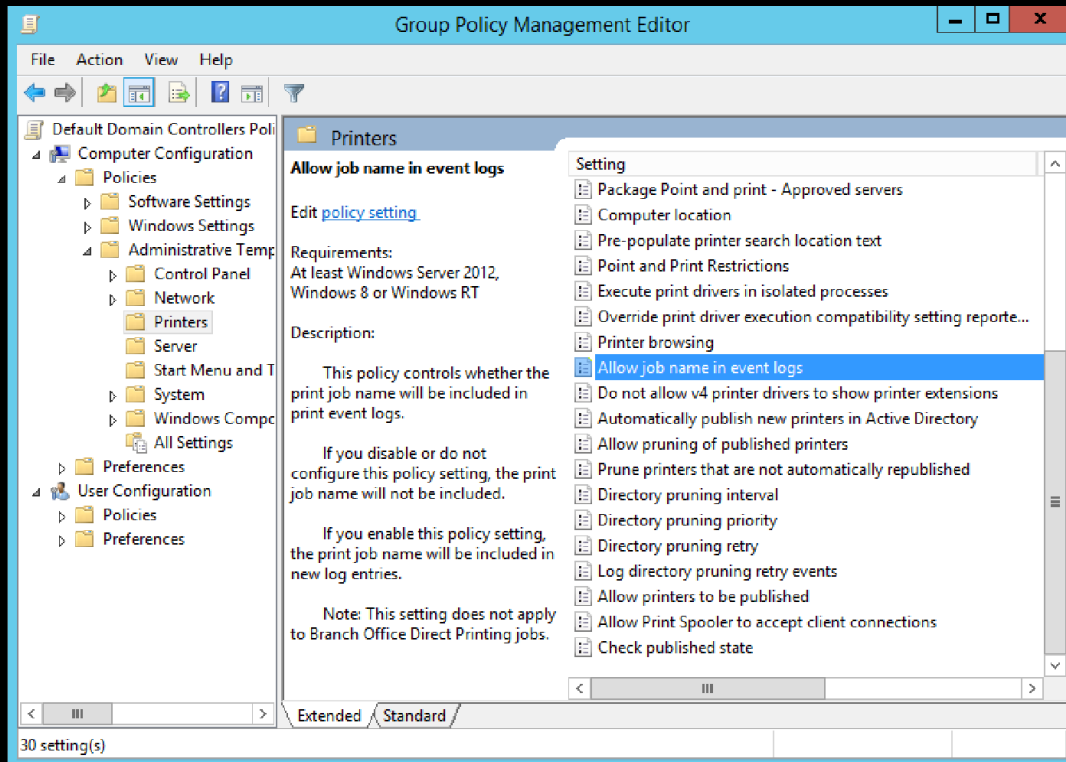 Group Policy Management Editor
File Action View Help
Default Domain Controllers Poli
Computer Configuration
Policies
Software Settings
Windows Settings
Administrative Temp
Control Panel
Network
Printers
Server
Start Menu and T
System
Windows Compo
All Settings
Preferences
User Configuration
Policies
Preferences
Printers
Allow job name in event logs
Edit policy setting
Requirements:
At least Windows Server 2012,
Windows 8 or Windows RT
Description:
This policy controls whether the
print job name will be included in
print event logs.
If you disable or do not
configure this policy setting, the print
job name will not be included.
If you enable this policy setting,
the print job name will be included in
new log entries.
Note: This setting does not apply
to Branch Office Direct Printing jobs.
Setting
Package Point and print - Approved servers
Computer location
Pre-populate printer search location text
Point and Print Restrictions
Execute print drivers in isolated processes
Override print driver execution compatibility setting reporte...
Printer browsing
Allow job name in event logs
Do not allow v4 printer drivers to show printer extensions
Automatically publish new printers in Active Directory
Allow pruning of published printers
Prune printers that are not automatically republished
Directory pruning interval
Directory pruning priority
Directory pruning retry
Log directory pruning retry events
Allow printers to be published
Allow Print Spooler to accept client connections
Check published state
Extended Standard
30 setting(s)